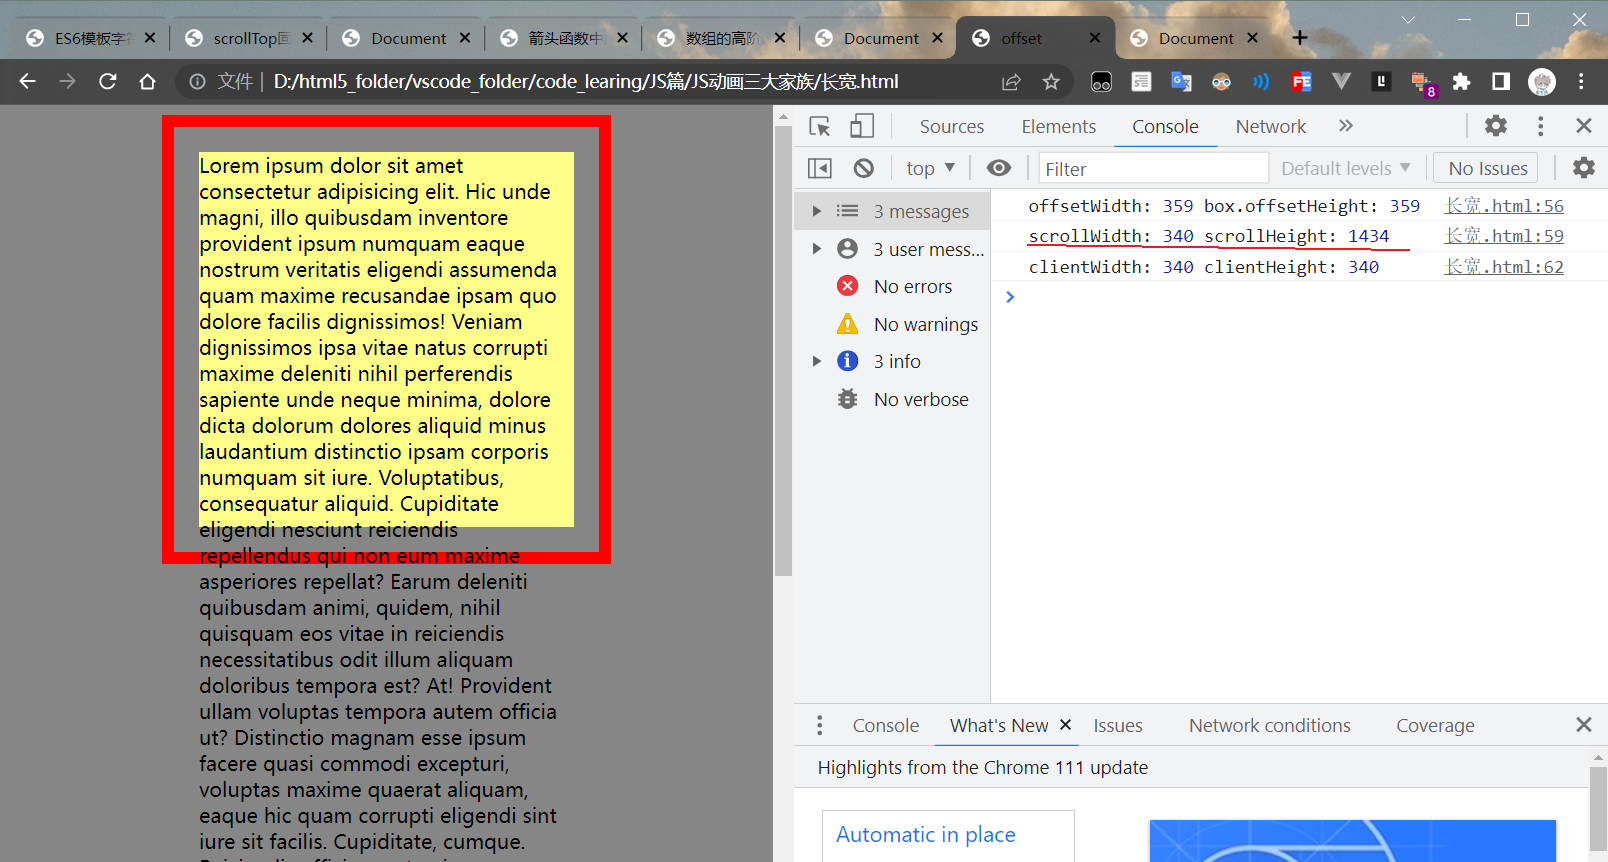 ES6模板字
scrollTop
Document
箭头函数中
数组的高阶
Document
offset
Document
文件
D:/html5_folder/vscode_folder/code_learing/JS篇/JS动画三大家族/长宽.html
8
Lorem ipsum dolor sit amet
consectetur adipisicing elit. Hic unde
magni, illo quibusdam inventore
provident ipsum numquam eaque
nostrum veritatis eligendi assumenda
quam maxime recusandae ipsam quo
dolore facilis dignissimos! Veniam
dignissimos ipsa vitae natus corrupti
maxime deleniti nihil perferendis
sapiente unde neque minima, dolore
dicta dolorum dolores aliquid minus
laudantium distinctio ipsam corporis
numquam sit iure. Voluptatibus,
consequatur aliquid. Cupiditate
eligendi nesciunt reiciendis
repellendus qui non eum maxime
asperiores repellat? Earum deleniti
quibusdam animi, quidem, nihil
quisquam eos vitae in reiciendis
necessitatibus odit illum aliquam
doloribus tempora est? At! Provident
ullam voluptas tempora autem officia
ut? Distinctio magnam esse ipsum
facere quasi commodi excepturi,
voluptas maxime quaerat aliquam,
eaque hic quam corrupti eligendi sint
iure sit facilis. Cupiditate, cumque.
Sources Elements Console Network
top Filter Default levels No Issues
3 messages
3 user mess...
No errors
No warnings
3 info
No verbose
offsetWidth: 359 box.offsetHeight: 359 长宽.html:56
scrollWidth: 340 scrollHeight: 1434 长宽.html:59
clientWidth: 340 clientHeight: 340 长宽.html:62
Console What's New Issues Network conditions Coverage
Highlights from the Chrome 111 update
Automatic in place